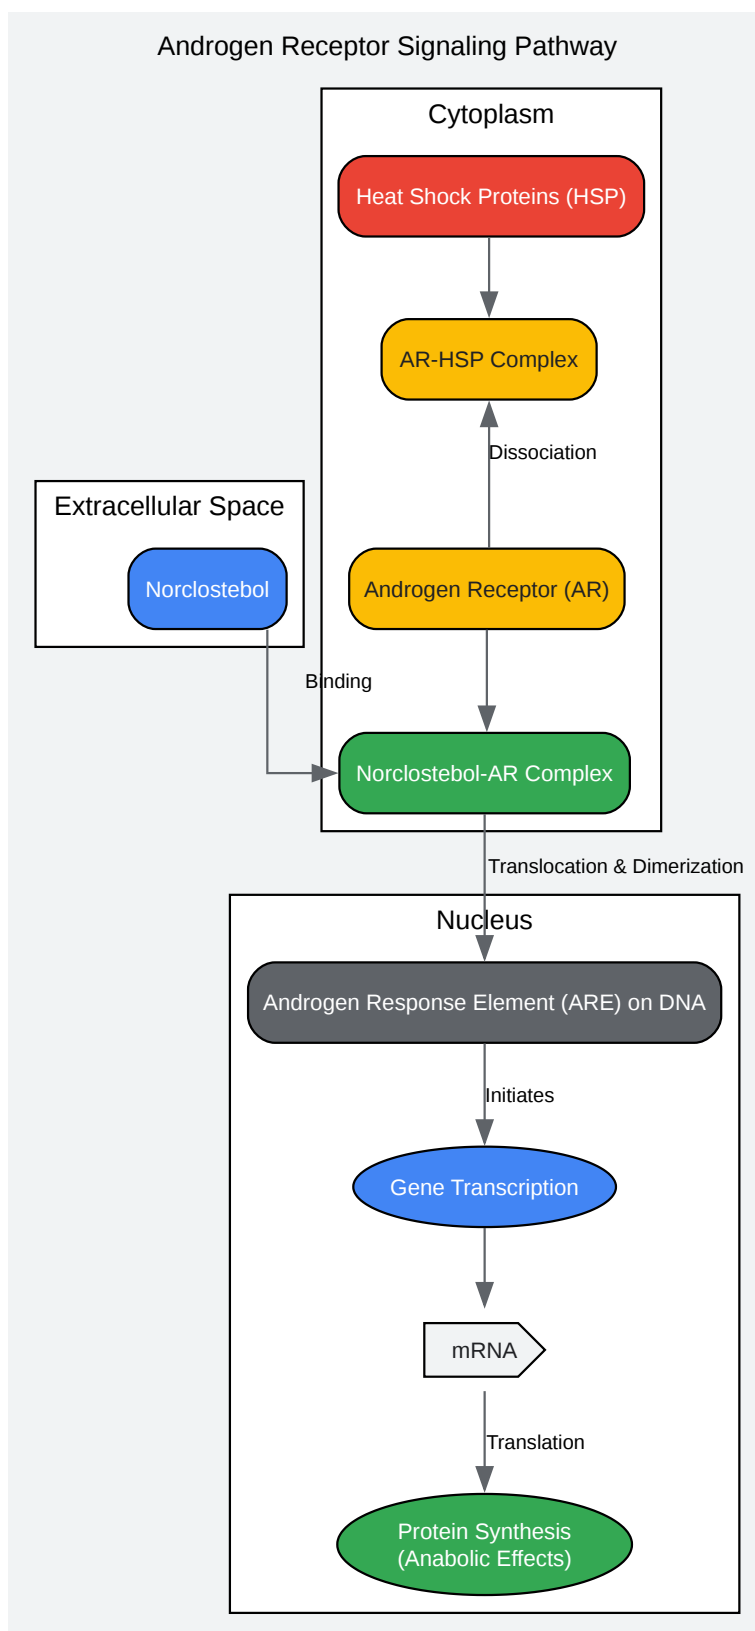 Androgen Receptor Signaling Pathway
Cytoplasm
Heat Shock Proteins (HSP)
AR-HSP Complex
Dissociation
Extracellular Space
Norclostebol
Androgen Receptor (AR)
Binding
Norclostebol-AR Complex
Translocation & Dimerization
Nucleus
Androgen Response Element (ARE) on DNA
Initiates
Gene Transcription
mRNA
Translation
Protein Synthesis
(Anabolic Effects)